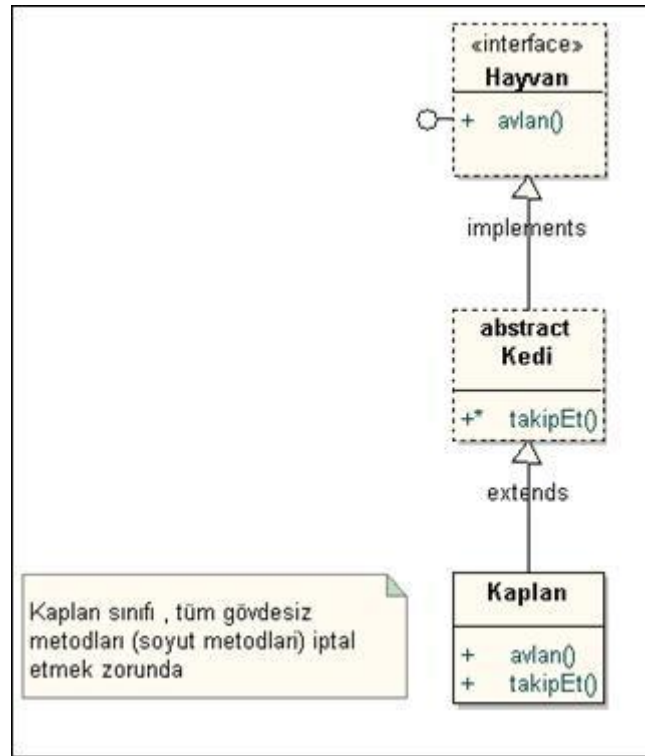 «interface»
Hayvan
+ avlan()
implements
abstract
Kedi
+* takipEt()
extends
Kaplan
+ avlan()
+ takipEt()
Kaplan sınıfı , tüm gövdesiz
metodları (soyut metodlari) iptal
etmek zorunda